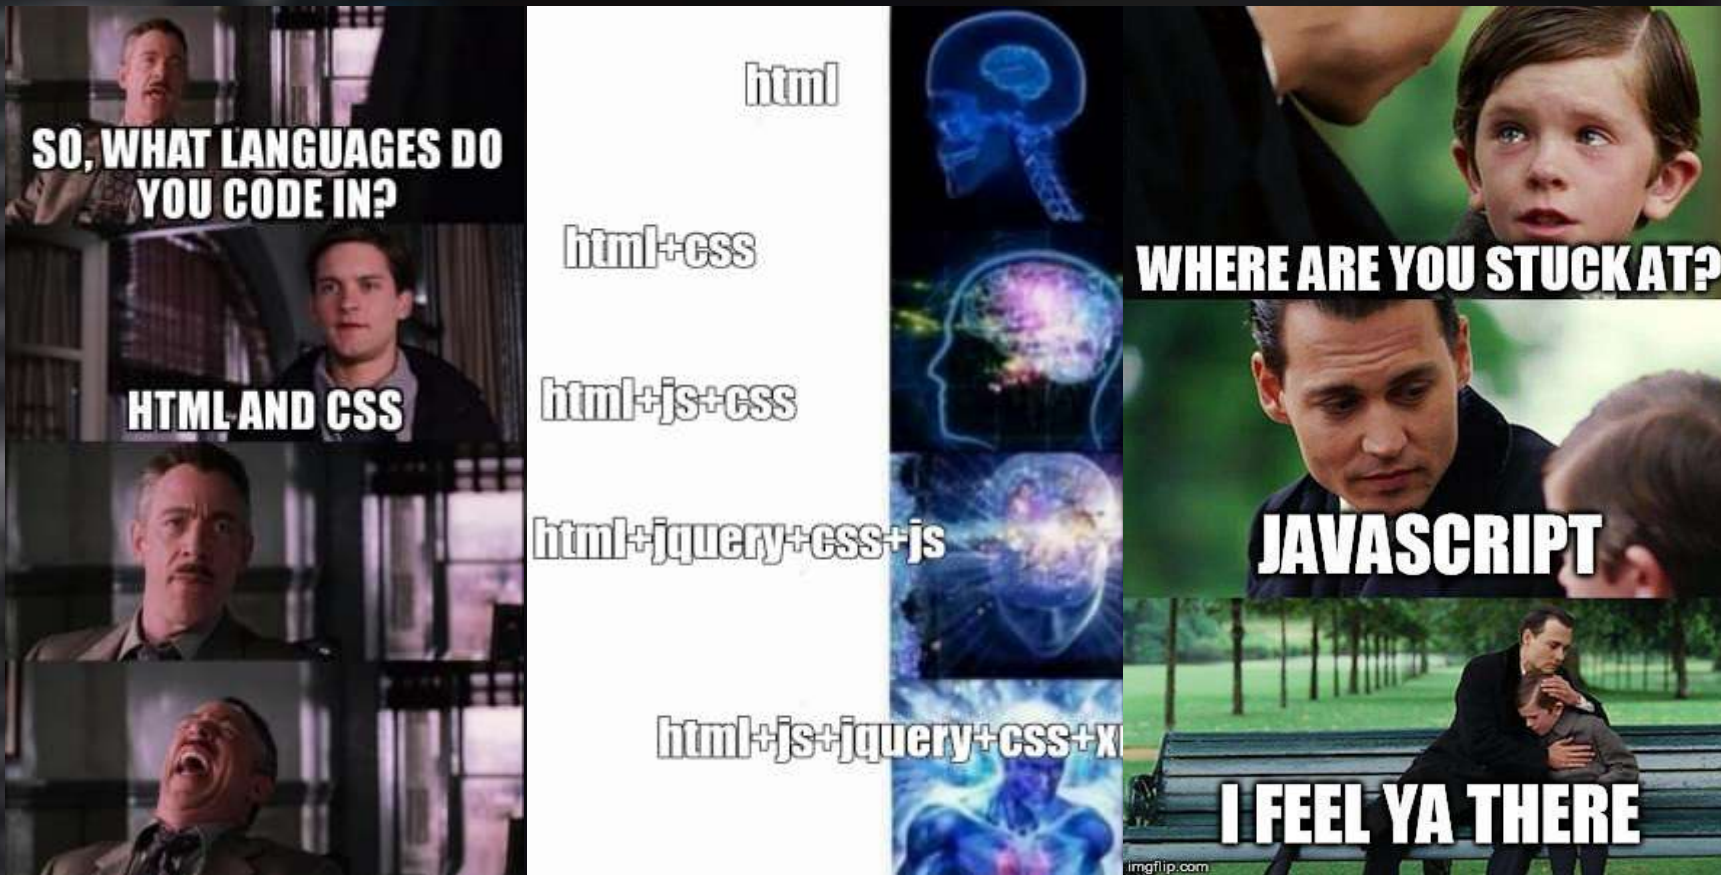 SO, WHAT LANGUAGES DO
YOU CODE IN?
HTML AND CSS
html
html+css
html+js+css
html+jquery+css+js
html+js+jquery+css+x
WHERE ARE YOU STUCK AT?
JAVASCRIPT
I FEEL YA THERE
imgflip.com